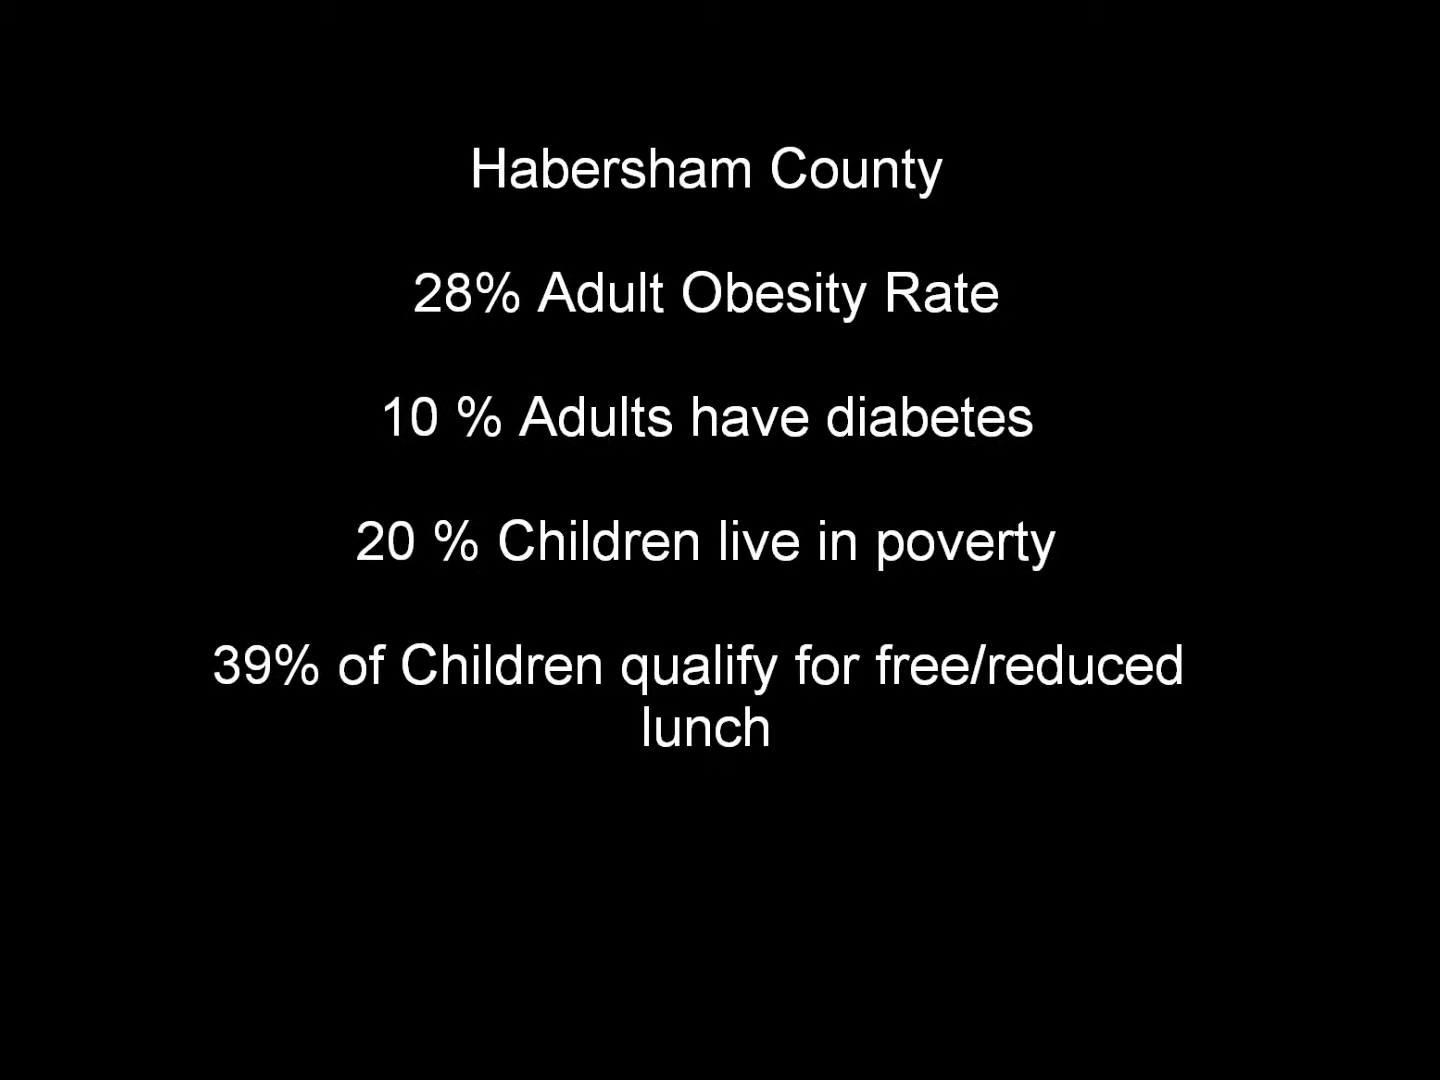 Habersham County
28% Adult Obesity Rate
10 % Adults have diabetes
20 % Children live in poverty
39% of Children qualify for free/reduced
lunch